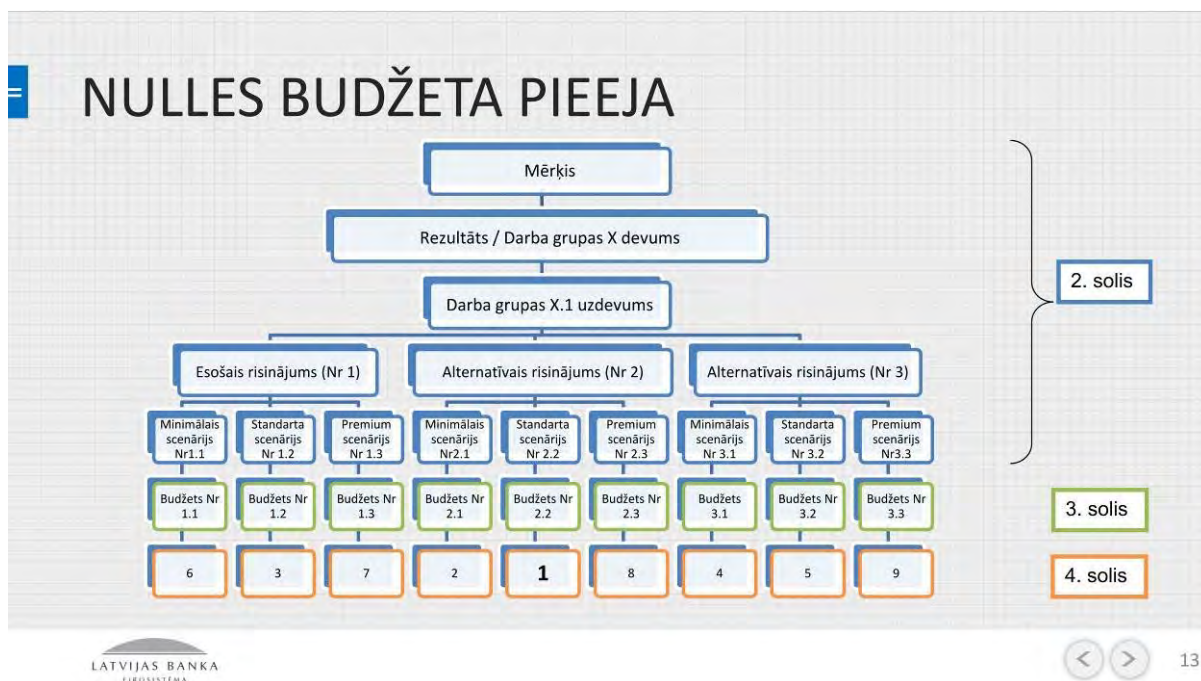 =
NULLES BUDŽETA PIEEJA
Mērķis
Rezultāts / Darba grupas X devums
Darba grupas X.1 uzdevums
2. solis
Esošais risinājums (Nr 1)
Alternatīvais risinājums (Nr 2)
Alternatīvais risinājums (Nr 3)
Minimālais
scenārijs
Nr1.1
Standarta
scenārijs
Nr 1.2
Premium
scenārijs
Nr 1.3
Minimālais
scenārijs
Nr2.1
Standarta
scenārijs
Nr 2.2
Premium
scenārijs
Nr 2.3
Minimālais
scenārijs
Nr 3.1
Standarta
scenārijs
Nr 3.2
Premium
scenārijs
Nr3.3
Budžets Nr
1.1
Budžets Nr
1.2
Budžets Nr
1.3
Budžets Nr
2.1
Budžets Nr
2.2
Budžets Nr
2.3
Budžets
3.1
Budžets Nr
3.2
Budžets Nr
3.3
3. solis
6
3
7
2
1
8
4
5
9
4. solis
LATVIJAS BANKA
EIROSISTĒMA
< >
13